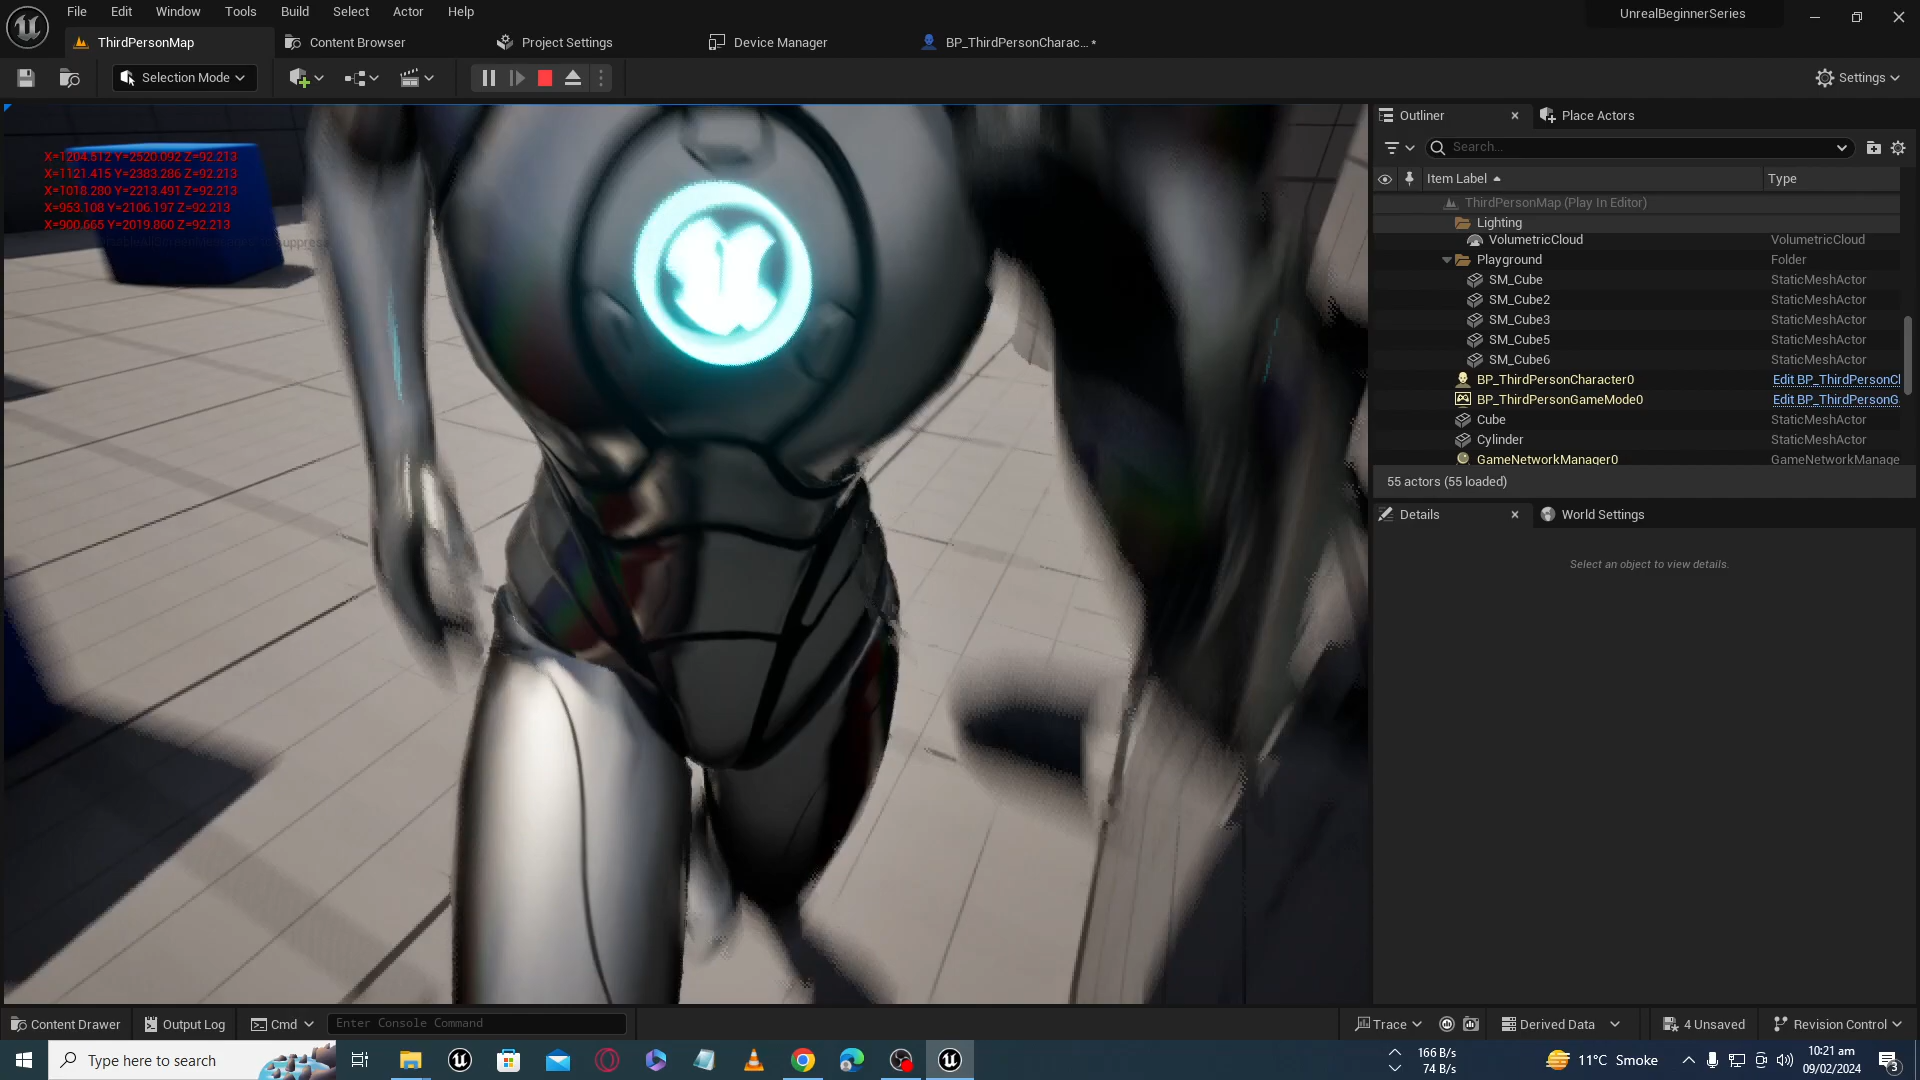 File Edit Window Tools Build Select Actor Help
UnrealBeginnerSeries
ThirdPersonMap
Content Browser
Project Settings
Device Manager
BP_ThirdPersonCharac... •
Selection Mode
Settings
X=1204.512 Y=2520.092 Z=92.213
X=1121.415 Y=2383.286 Z=92.213
X=1018.280 Y=2213.491 Z=92.213
X=953.108 Y=2106.197 Z=92.213
X=900.665 Y=2019.860 Z=92.213
Outliner
Place Actors
Search...
Item Label
Type
ThirdPersonMap (Play In Editor)
Lighting
VolumetricCloud VolumetricCloud
Playground Folder
SM_Cube StaticMeshActor
SM_Cube2 StaticMeshActor
SM_Cube3 StaticMeshActor
SM_Cube5 StaticMeshActor
SM_Cube6 StaticMeshActor
BP_ThirdPersonCharacter0 Edit BP_ThirdPersonCl
BP_ThirdPersonGameMode0 Edit BP_ThirdPersonG
Cube StaticMeshActor
Cylinder StaticMeshActor
GameNetworkManager0 GameNetworkManage
55 actors (55 loaded)
Details
World Settings
Select an object to view details.
Content Drawer
Output Log
Cmd
Enter Console Command
Trace
Derived Data
4 Unsaved
Revision Control
Type here to search
166 B/s
74 B/s
11°C Smoke
10:21 am
09/02/2024
3